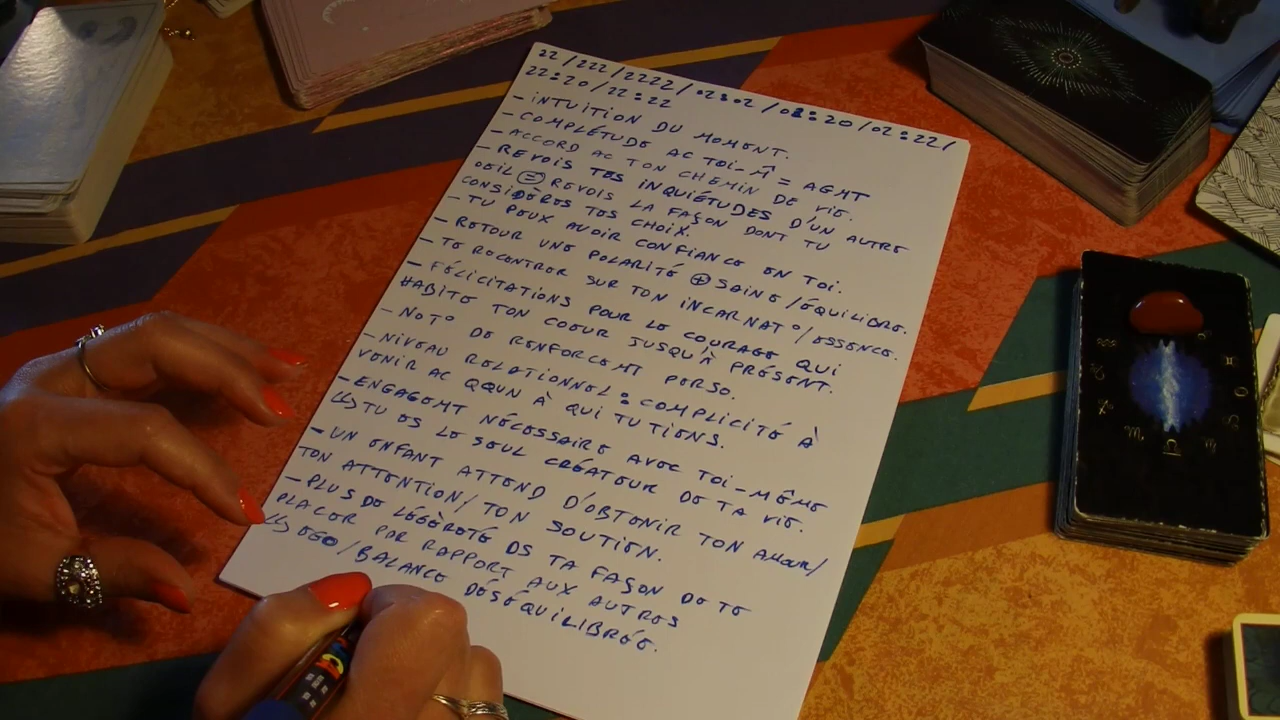 22/222/2222/02:02/02:20/02:22/
22:20/22:22
- INTUITION DU MOMENT.
- COMPLÉTUDE AC TOI-M̂ = AGMT
- ACCORD AC TON CHEMIN DE VIE.
- REVOIS TES INQUIÉTUDES D'UN AUTRE
OEIL = REVOIS LA FAÇON DONT TU
CONSIDÈRES TES CHOIX.
- TU PEUX AVOIR CONFIANCE EN TOI.
- RETOUR UNE POLARITÉ + SAINE/ÉQUILIBRE.
- TE RECENTRER SUR TON INCARNAT°/ESSENCE.
- FÉLICITATIONS POUR LE COURAGE QUI
HABITE TON COEUR JUSQU'À PRÉSENT.
- NOT° DE RENFORCEMT PERSO.
- NIVEAU RELATIONNEL : COMPLICITÉ À
VENIR AC QQUN À QUI TU TIENS.
- ENGAGEMT NÉCESSAIRE AVEC TOI-MÊME
↳ TU ES LE SEUL CRÉATEUR DE TA VIE.
- UN ENFANT ATTEND D'OBTENIR TON AMOUR/
TON ATTENTION/TON SOUTIEN.
- PLUS DE LÉGÈRETÉ DS TA FAÇON DE TE
PLACER PAR RAPPORT AUX AUTRES
↳ EGO/BALANCE DÉSÉQUILIBRÉE.